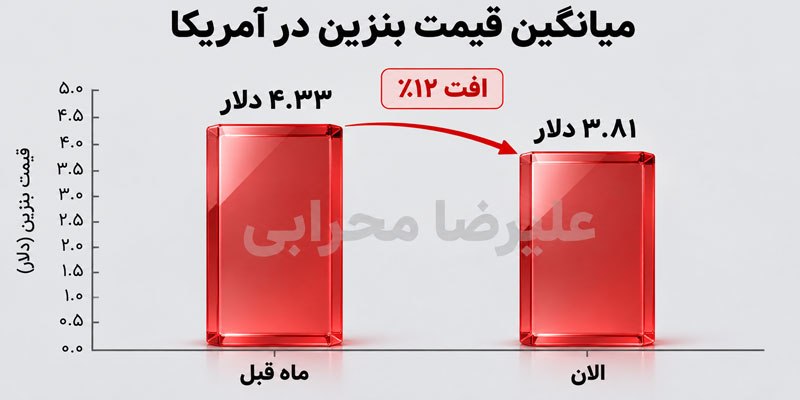 میانگین قیمت بنزین در آمریکا
افت ۱۲٪
۴.۳۳ دلار
۳.۸۱ دلار
قیمت بنزین (دلار)
۵.۰
۴.۵
۴.۰
۳.۵
۳.۰
۲.۵
۲.۰
۱.۵
۱.۰
۰.۵
۰.۰
علیرضا محرابی
ماه قبل
الان